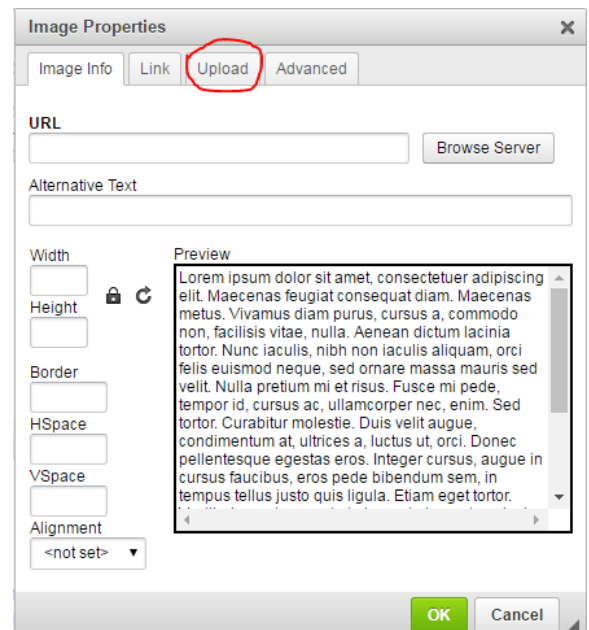 Image Properties
Image Info Link Upload Advanced
URL
Browse Server
Alternative Text
Width
Preview
Height
Border
HSpace
VSpace
Alignment
<not set>
Lorem ipsum dolor sit amet, consectetuer adipiscing
elit. Maecenas feugiat consequat diam. Maecenas
metus. Vivamus diam purus, cursus a, commodo
non, facilisis vitae, nulla. Aenean dictum lacinia
tortor. Nunc iaculis, nibh non iaculis aliquam, orci
felis euismod neque, sed ornare massa mauris sed
velit. Nulla pretium mi et risus. Fusce mi pede,
tempor id, cursus ac, ullamcorper nec, enim. Sed
tortor. Curabitur molestie. Duis velit augue,
condimentum at, ultrices a, luctus ut, orci. Donec
pellentesque egestas eros. Integer cursus, augue in
cursus faucibus, eros pede bibendum sem, in
tempus tellus justo quis ligula. Etiam eget tortor.
OK Cancel